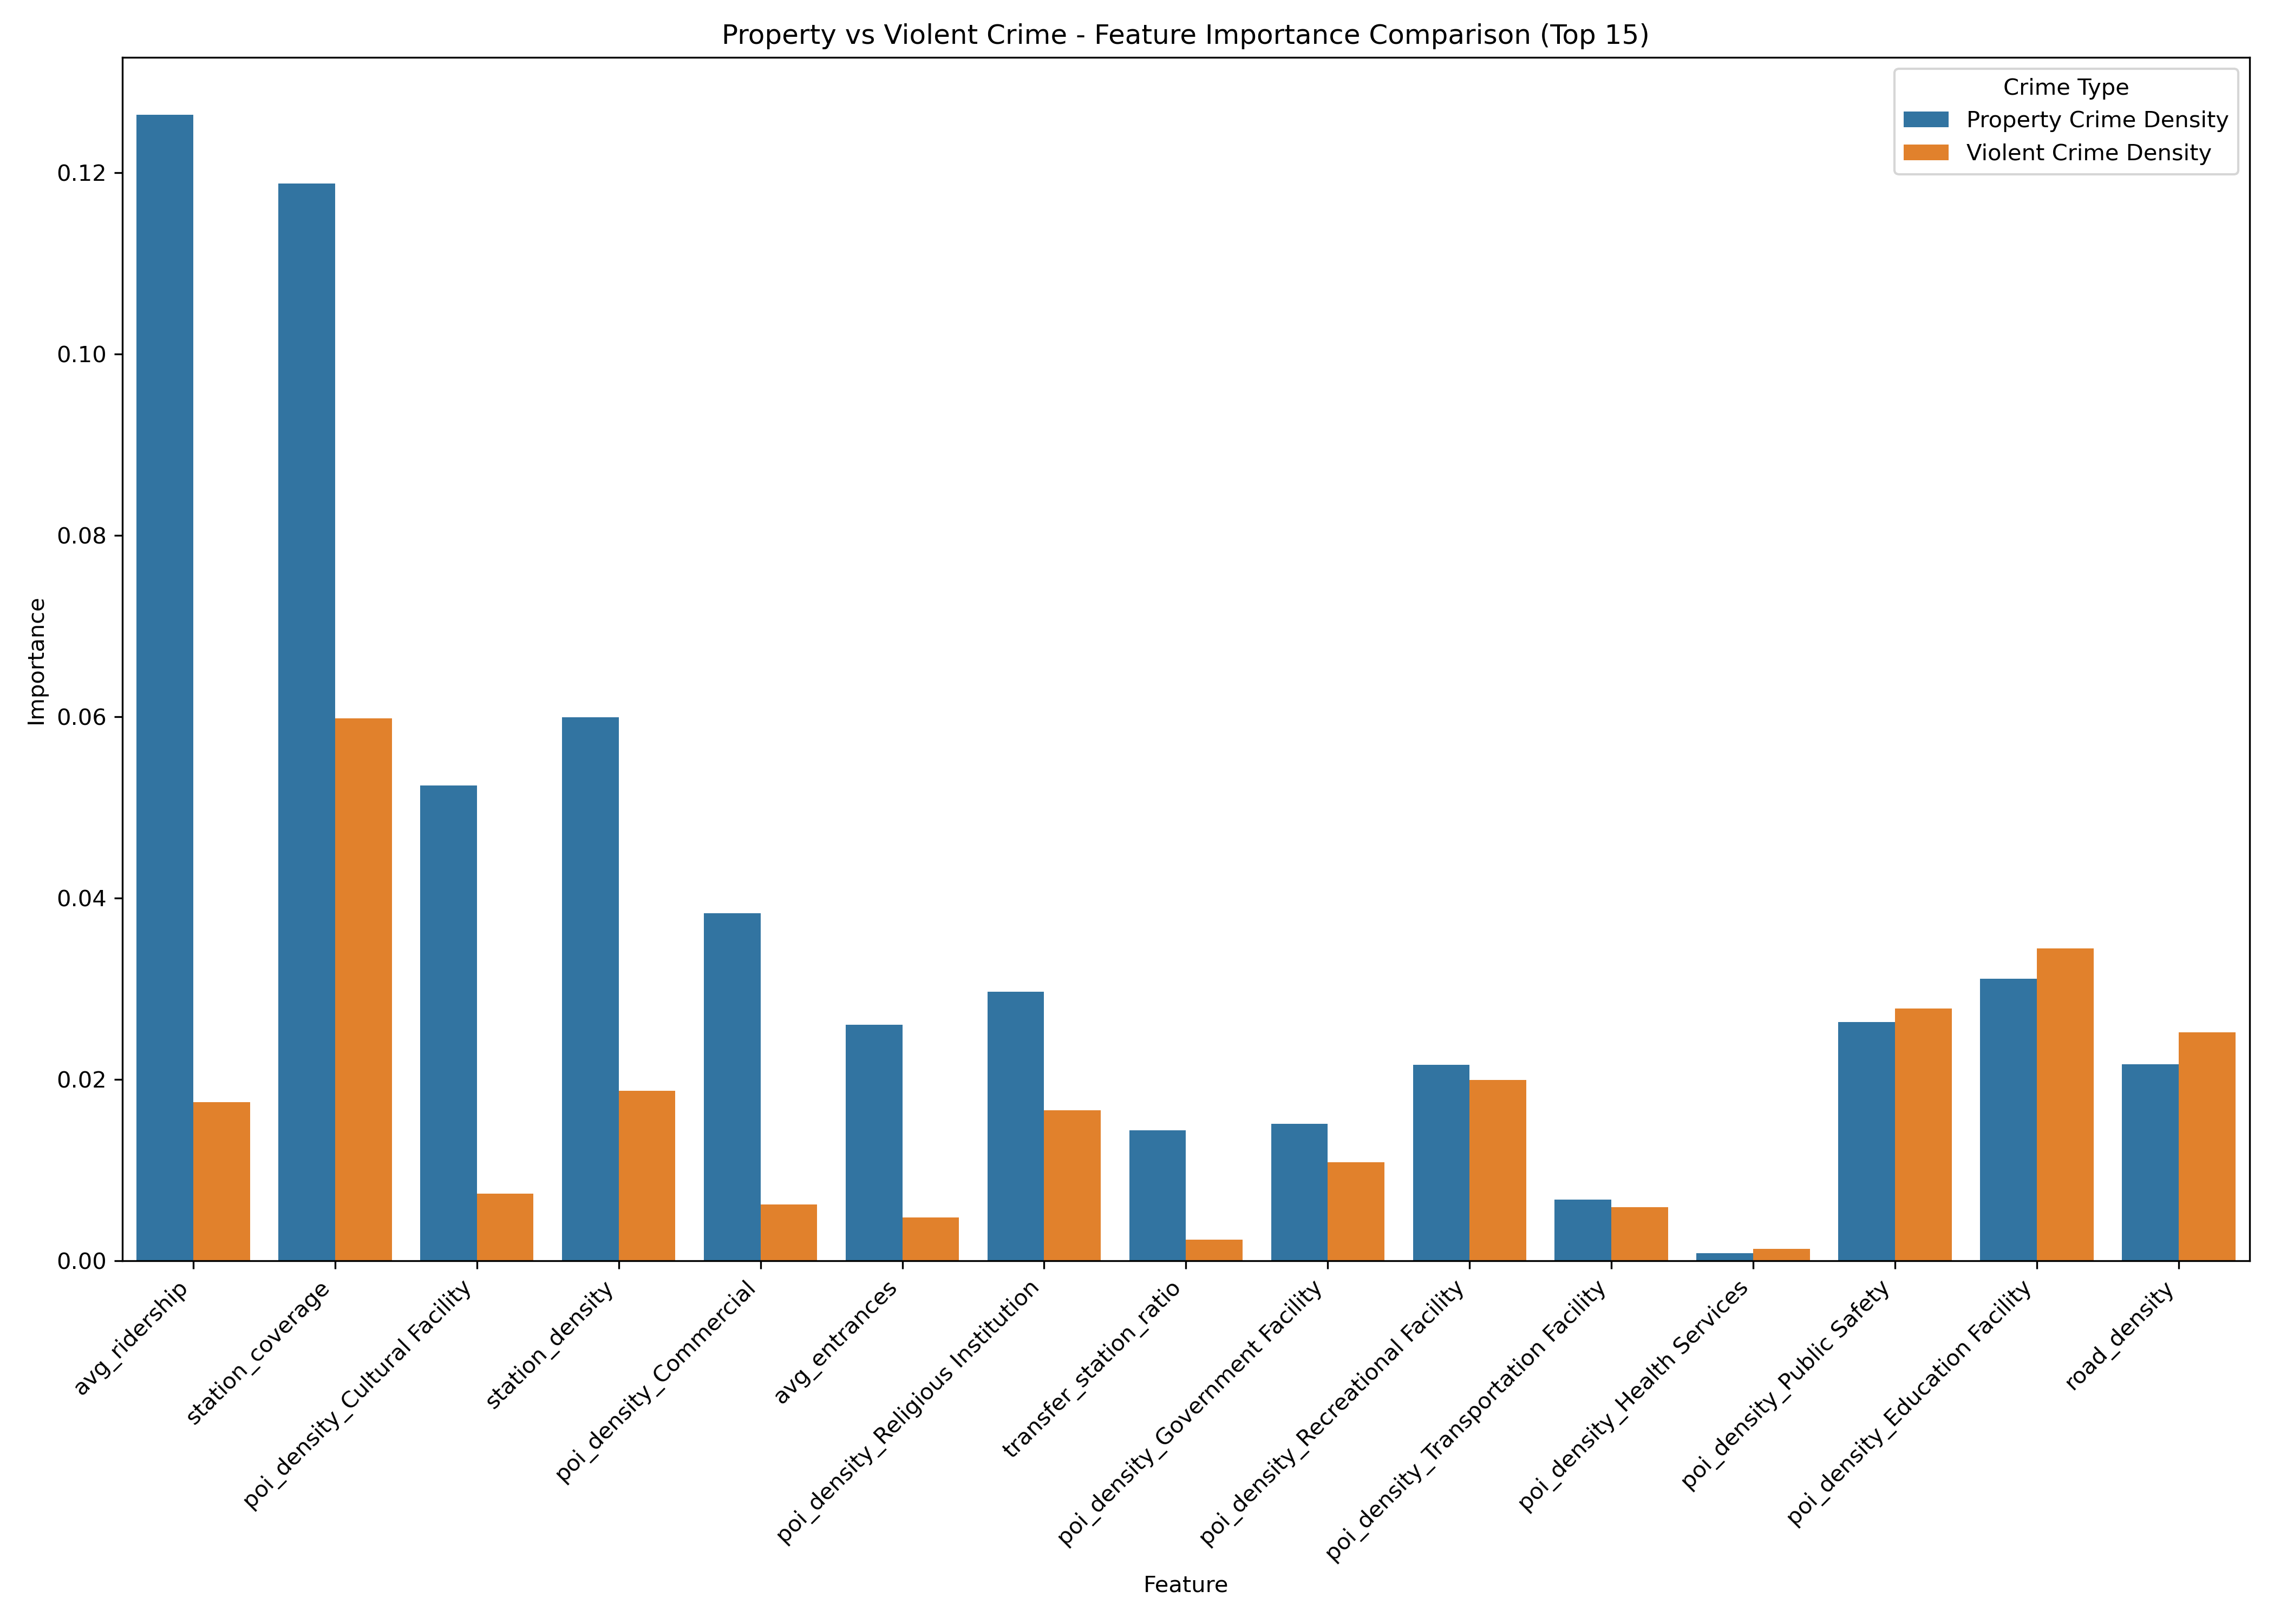 Property vs Violent Crime - Feature Importance Comparison (Top 15)
Crime Type
Property Crime Density
Violent Crime Density
Importance
0.12
0.10
0.08
0.06
0.04
0.02
0.00
avg_ridership
station_coverage
poi_density_Cultural Facility
station_density
poi_density_Commercial
avg_entrances
poi_density_Religious Institution
transfer_station_ratio
poi_density_Government Facility
poi_density_Recreational Facility
poi_density_Transportation Facility
poi_density_Health Services
poi_density_Public Safety
poi_density_Education Facility
road_density
Feature